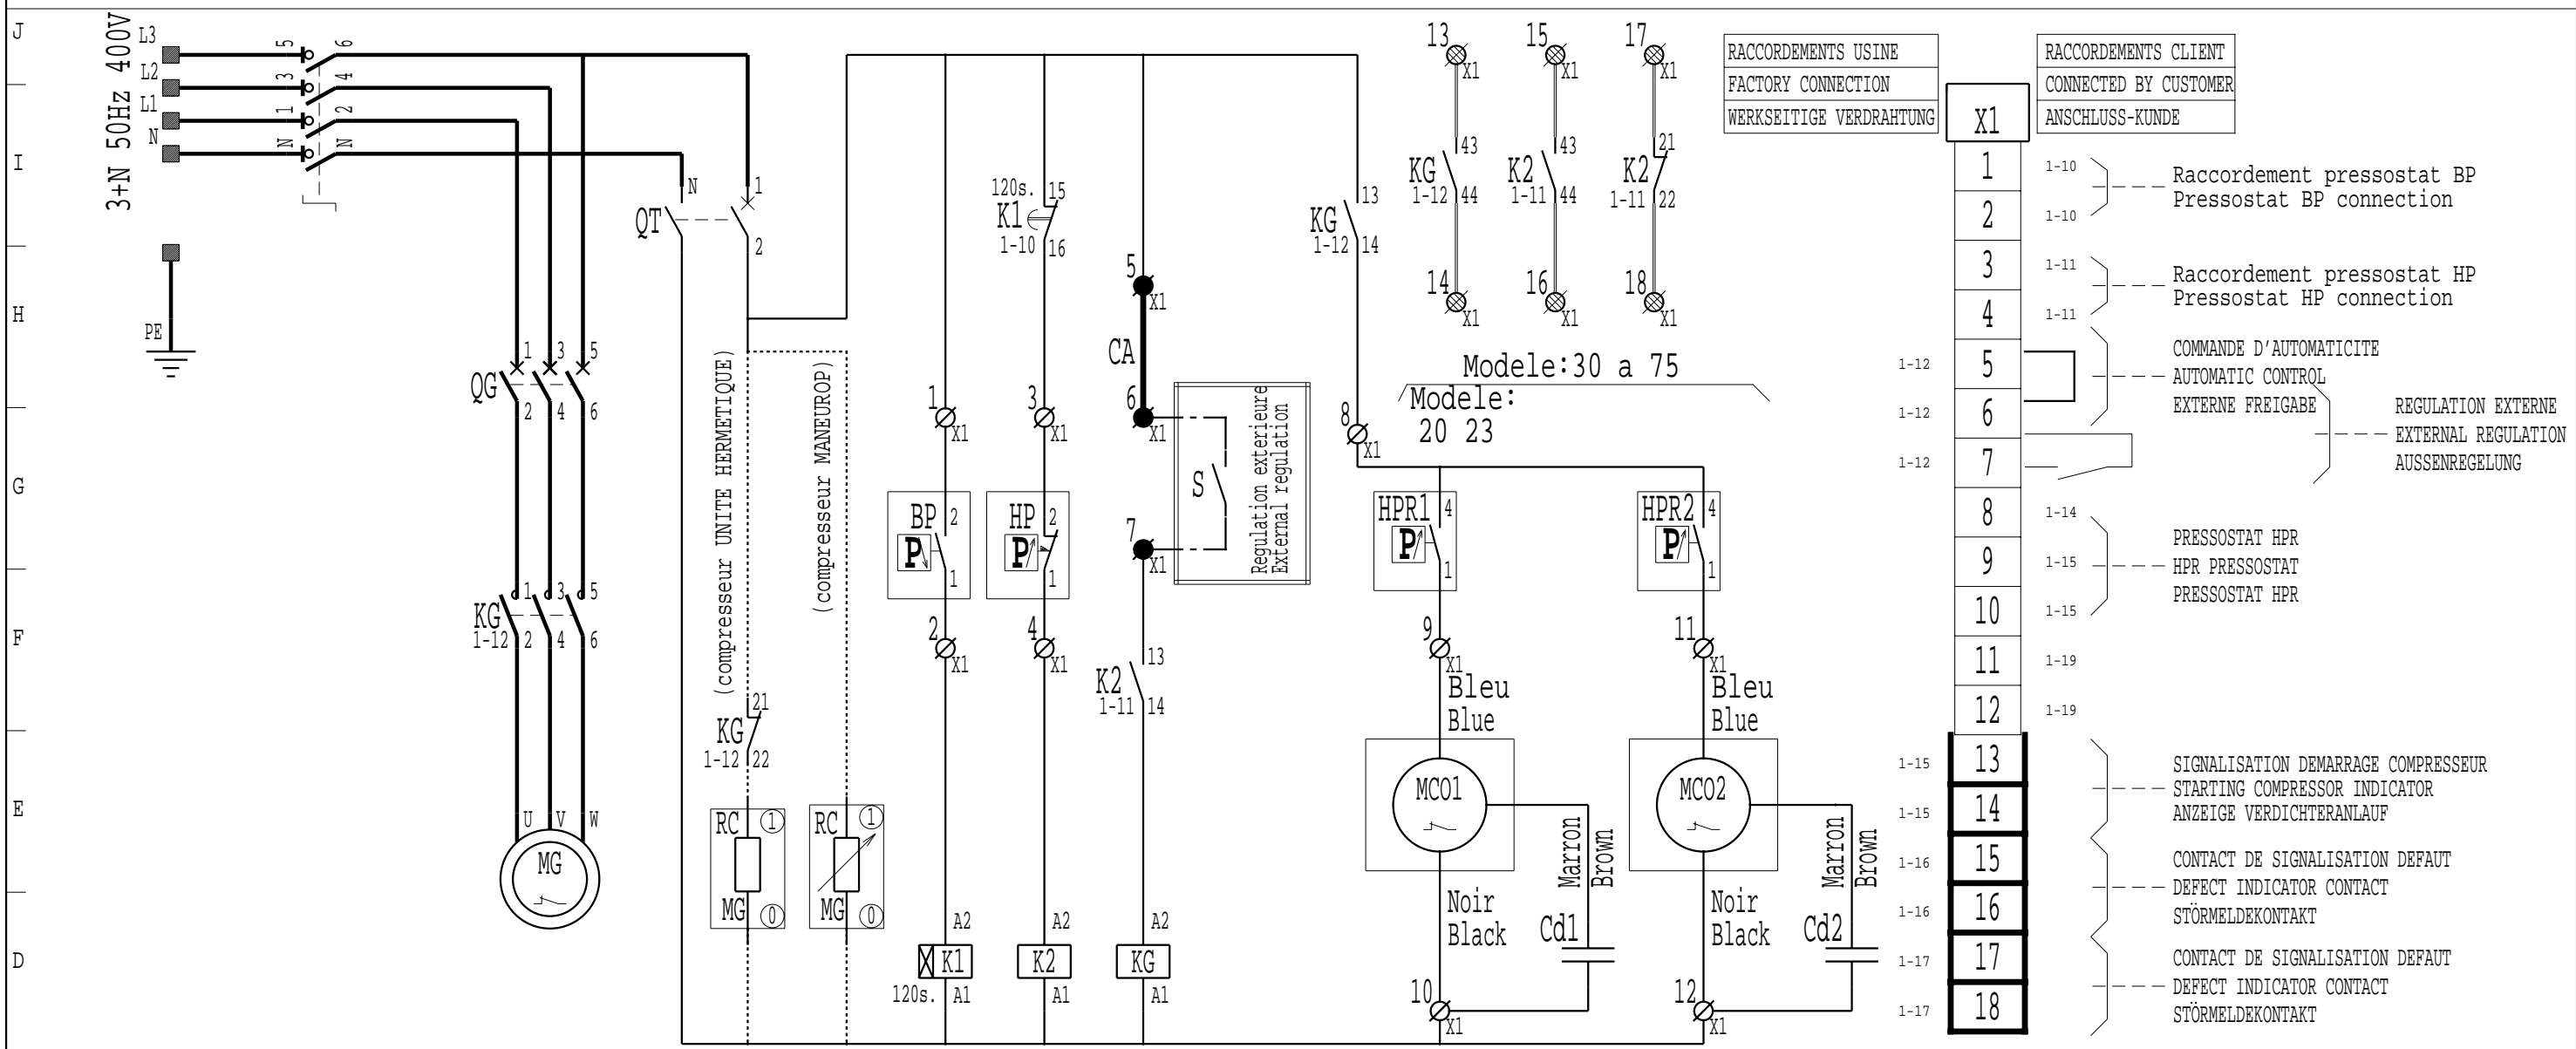 J
I
H
G
F
E
D
3+N 50Hz 400V
L3
L2
L1
N
PE
5 6
3 4
1 2
N N
QG
1 3 5
2 4 6
KG
1-12
1 3 5
2 4 6
U V W
MG
QT
N 1
2
(compresseur UNITE HERMETIQUE)
(compresseur MANEUROP)
KG
1-12
21
22
RC 1
MG 0
RC 1
MG 0
1
X1
BP 2
P
1
2
X1
A2
K1
120s. A1
120s. 15
K1
1-10 16
3
X1
HP 2
P
1
4
X1
A2
K2
A1
5
X1
CA
6
X1
S
Regulation exterieure
External regulation
7
X1
K2
1-11
13
14
A2
KG
A1
KG
1-12
13
14
8
X1
HPR1 4
P
1
9
X1
Bleu
Blue
MCO1
Marron
Brown
Noir
Black
Cd1
10
X1
HPR2 4
P
1
11
X1
Bleu
Blue
MCO2
Marron
Brown
Noir
Black
Cd2
12
X1
13
X1
KG
1-12
43
44
14
X1
15
X1
K2
1-11
43
44
16
X1
17
X1
K2
1-11
21
22
18
X1
Modele:30 a 75
Modele:
20 23
RACCORDEMENTS USINE
FACTORY CONNECTION
WERKSEITIGE VERDRAHTUNG
X1
RACCORDEMENTS CLIENT
CONNECTED BY CUSTOMER
ANSCHLUSS-KUNDE
1 1-10
2 1-10
Raccordement pressostat BP
Pressostat BP connection
3 1-11
4 1-11
Raccordement pressostat HP
Pressostat HP connection
1-12 5
1-12 6
COMMANDE D'AUTOMATICITE
AUTOMATIC CONTROL
EXTERNE FREIGABE
1-12 7
REGULATION EXTERNE
EXTERNAL REGULATION
AUSSENREGELUNG
8 1-14
9 1-15
10 1-15
PRESSOSTAT HPR
HPR PRESSOSTAT
PRESSOSTAT HPR
11 1-19
12 1-19
1-15 13
1-15 14
SIGNALISATION DEMARRAGE COMPRESSEUR
STARTING COMPRESSOR INDICATOR
ANZEIGE VERDICHTERANLAUF
1-16 15
1-16 16
CONTACT DE SIGNALISATION DEFAUT
DEFECT INDICATOR CONTACT
STÖRMELDEKONTAKT
1-17 17
1-17 18
CONTACT DE SIGNALISATION DEFAUT
DEFECT INDICATOR CONTACT
STÖRMELDEKONTAKT